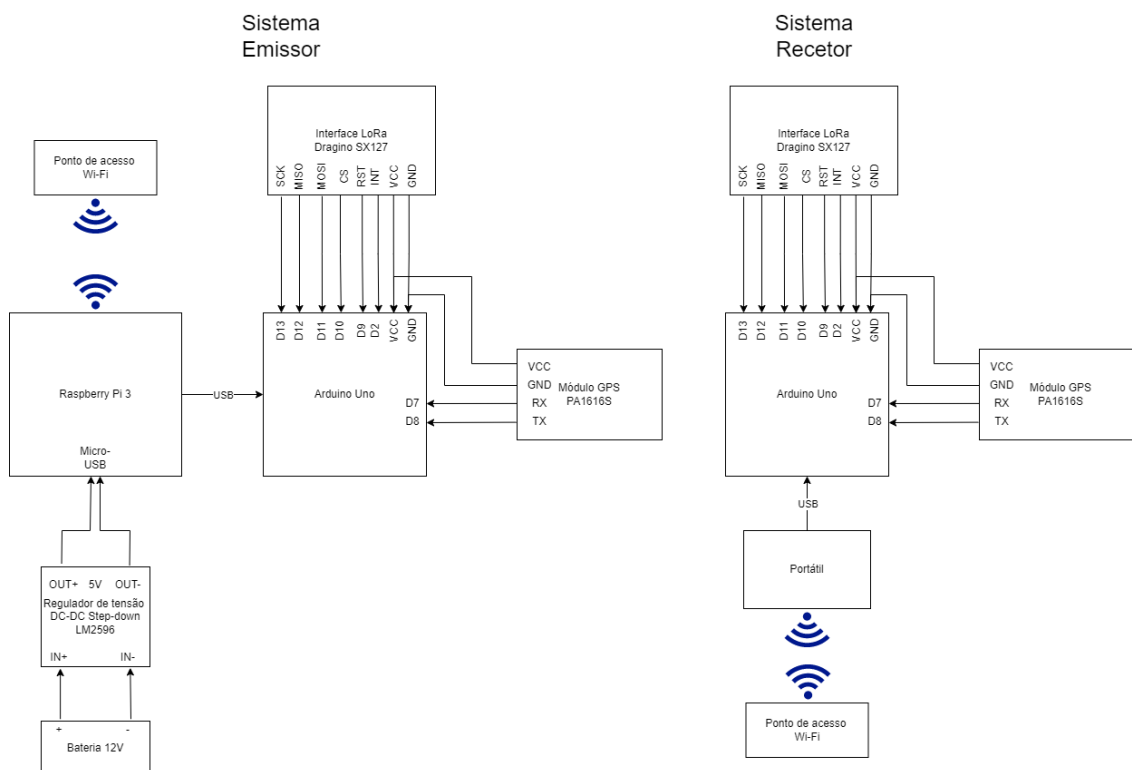 Sistema
Emissor
Interface LoRa
Dragino SX127
SCK
MISO
MOSI
CS
RST
INT
VCC
GND
Ponto de acesso
Wi-Fi
D13
D12
D11
D10
D9
D2
VCC
GND
Raspberry Pi 3
USB
Arduino Uno
D7
D8
VCC
GND
RX
TX
Módulo GPS
PA1616S
Micro-
USB
OUT+ 5V OUT-
Regulador de tensão
DC-DC Step-down
LM2596
IN+ IN-
+ -
Bateria 12V
Sistema
Recetor
Interface LoRa
Dragino SX127
SCK
MISO
MOSI
CS
RST
INT
VCC
GND
D13
D12
D11
D10
D9
D2
VCC
GND
Arduino Uno
D7
D8
VCC
GND
RX
TX
Módulo GPS
PA1616S
USB
Portátil
Ponto de acesso
Wi-Fi